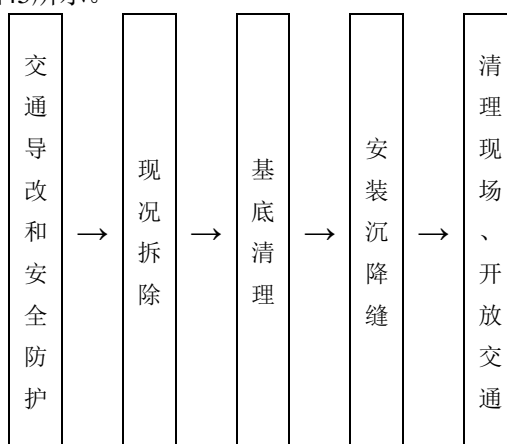 交通导改和安全防护
→
现况拆除
→
基底清理
→
安装沉降缝
→
清理现场、开放交通